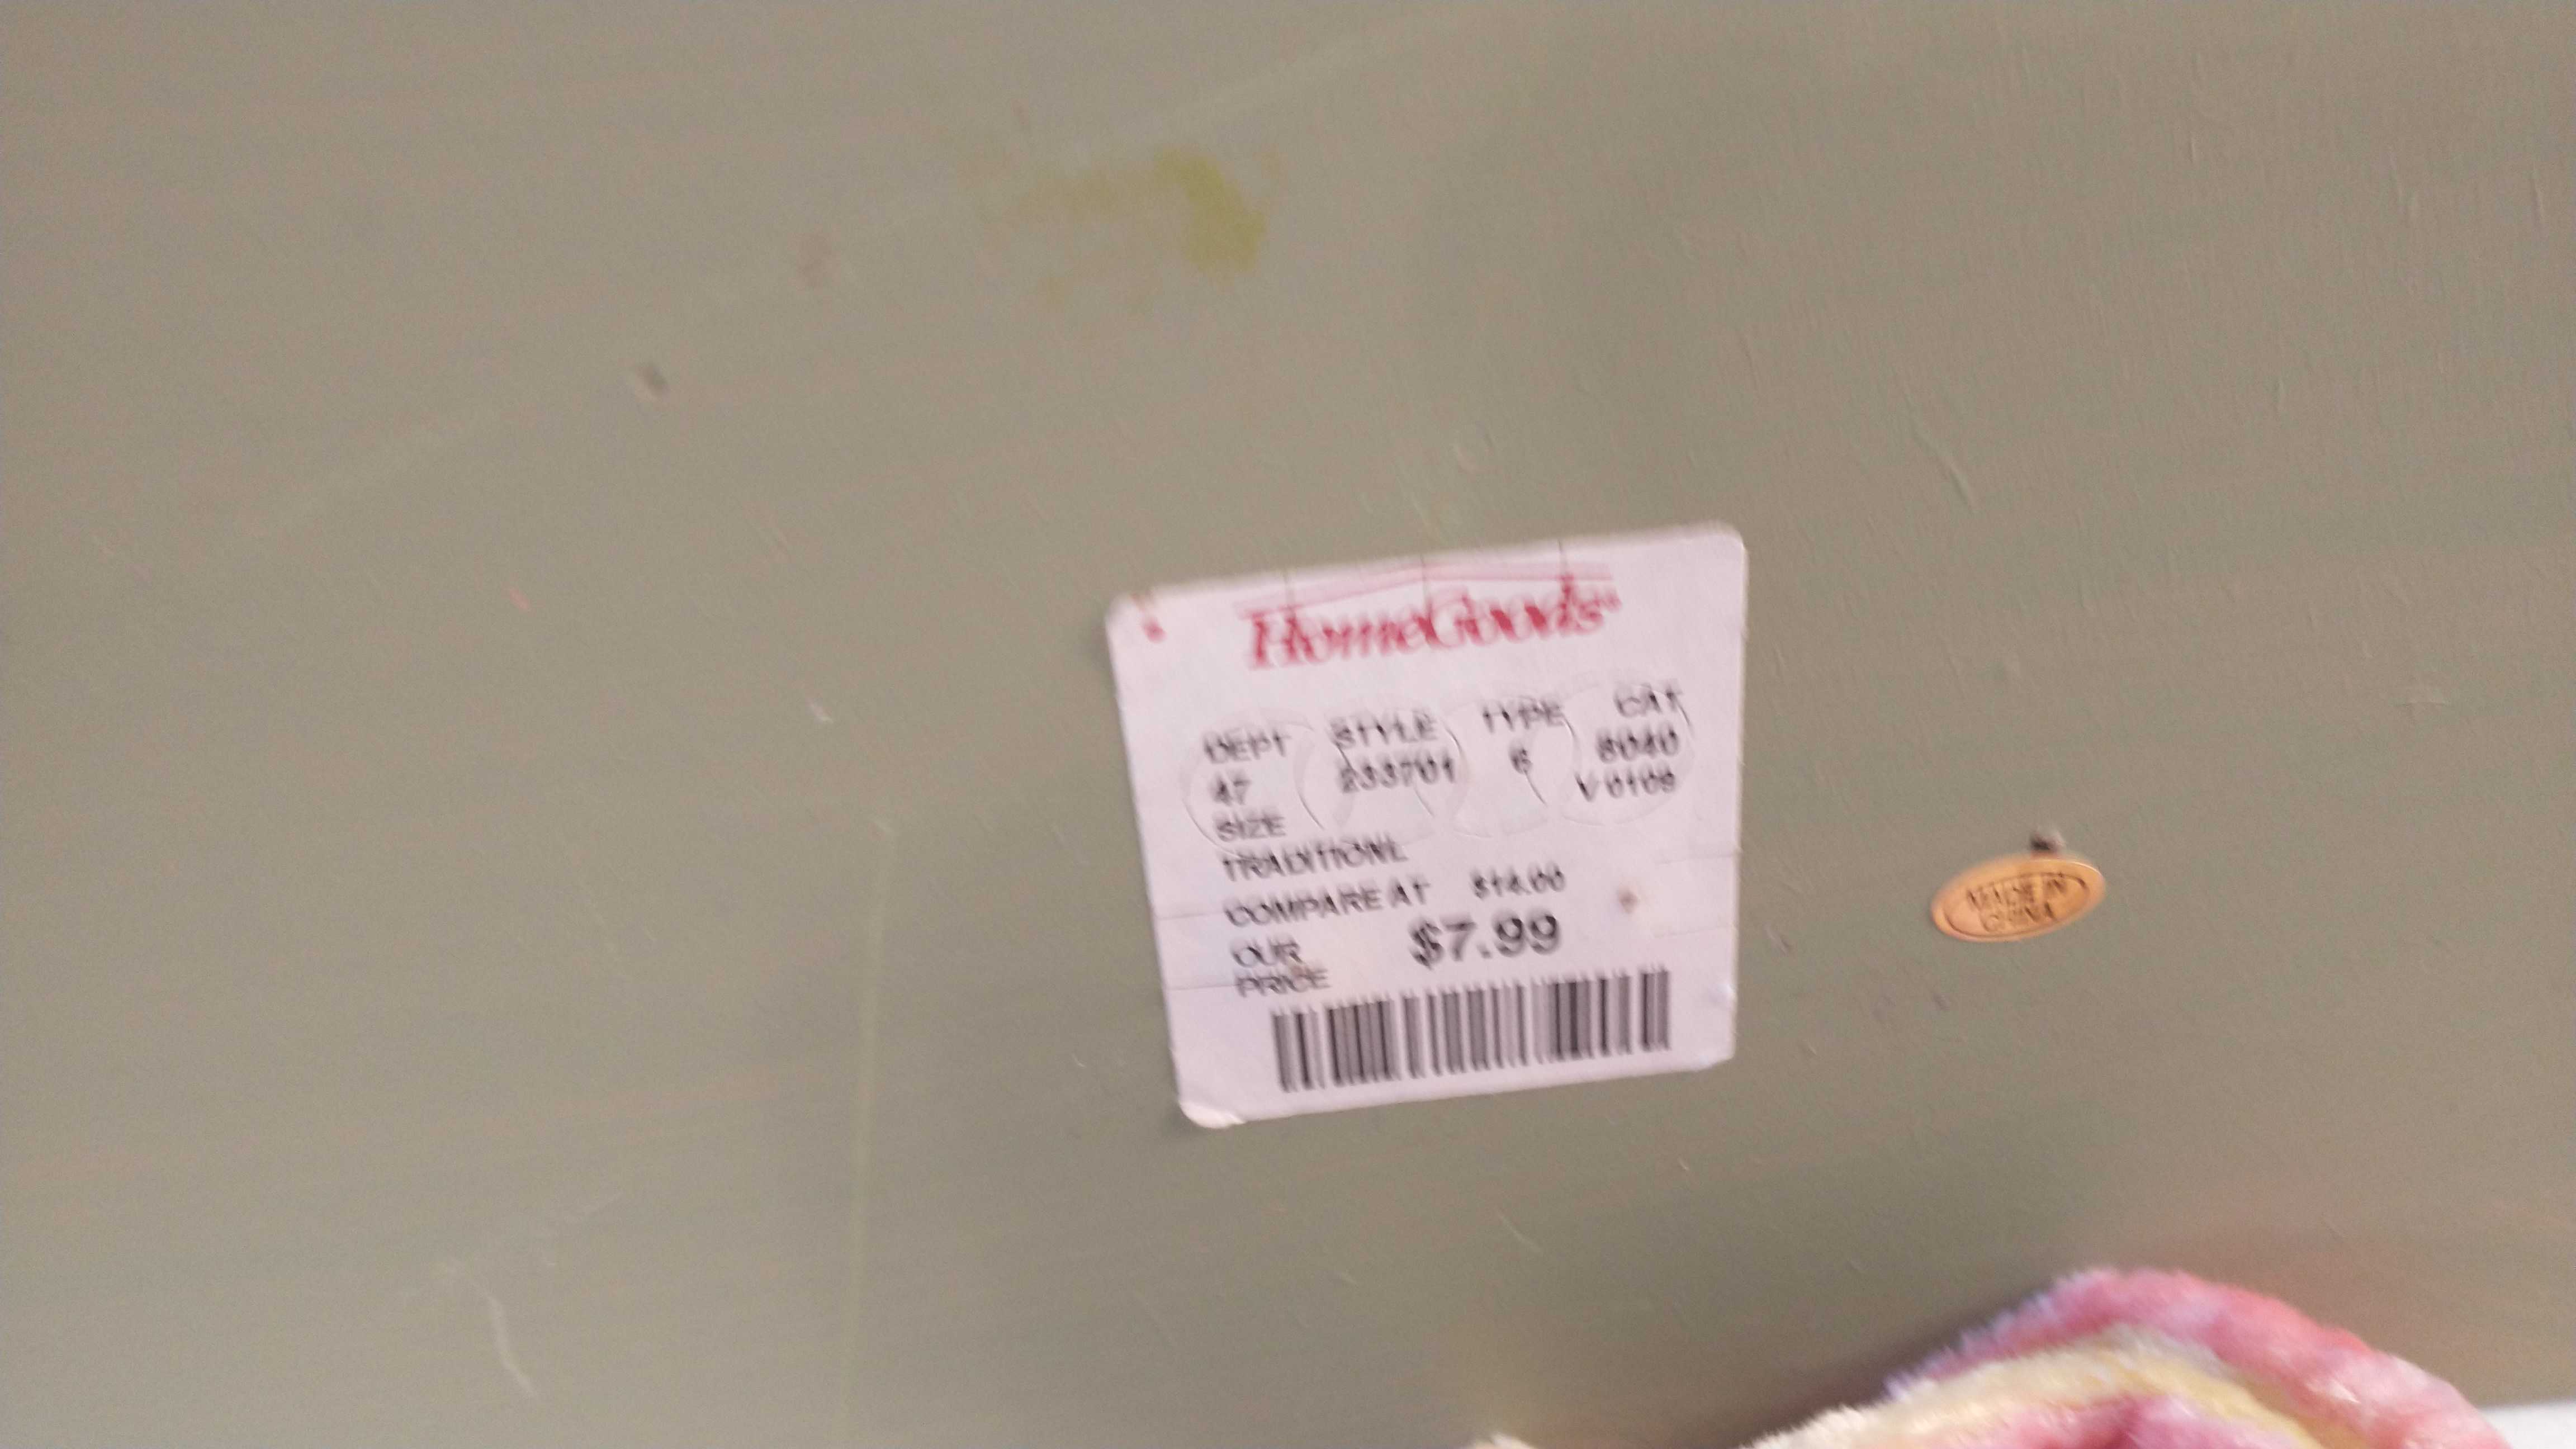 HomeGoods
DEPT STYLE TYPE CAT
47 233701 6 8040
V0109
SIZE
TRADITIONL
COMPARE AT $14.00
OUR $7.99
PRICE
MADE IN
CHINA